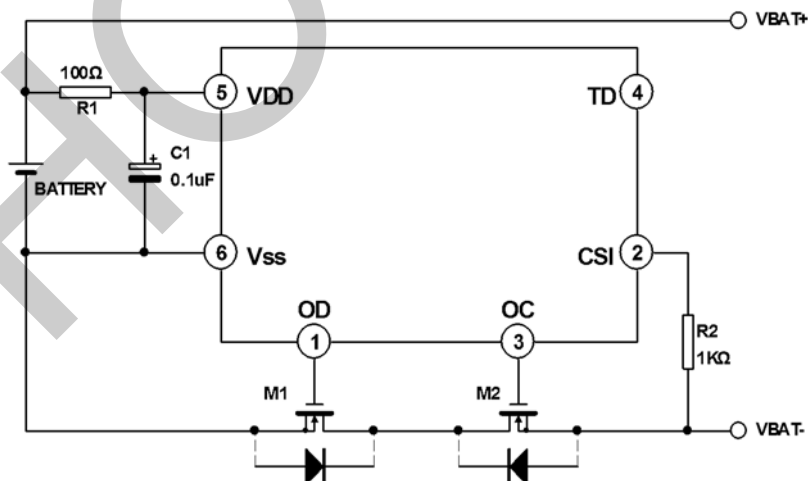 VBAT+
100Ω
R1
5
VDD
TD
4
C1
+
0.1uF
BATTERY
6
Vss
CSI
2
OD
OC
1
3
R2
1KΩ
M1
M2
VBAT-